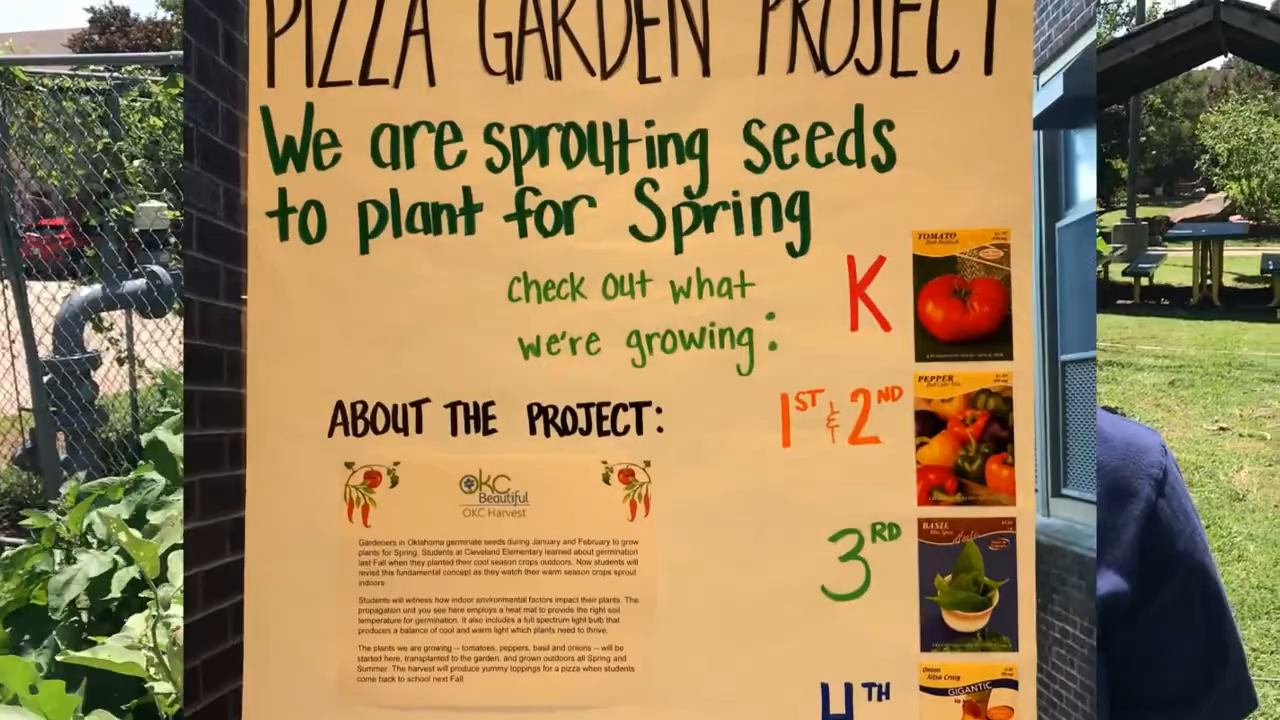 PIZZA GARDEN PROJECT
We are sprouting seeds
to plant for Spring
check out what
we're growing:
K
TOMATO
1ST & 2ND
PEPPER
ABOUT THE PROJECT:
OKC
Beautiful
OKC Harvest
Gardeners in Oklahoma germinate seeds during January and February to grow
plants for Spring. Students at Cleveland Elementary learned about germination
last Fall when they planted their cool season crops outdoors. Now students will
revisit this fundamental concept as they watch their warm season crops sprout
indoors.
Students will witness how indoor environmental factors impact their plants. The
propagation unit you see here employs a heat mat to provide the right soil
temperature for germination. It also includes a full spectrum light bulb that
produces a balance of cool and warm light which plants need to thrive.
The plants we are growing -- tomatoes, peppers, basil and onions -- will be
started here, transplanted to the garden, and grown outdoors all Spring and
Summer. The harvest will produce yummy toppings for a pizza when students
come back to school next Fall.
3RD
BASIL
Herbs
4TH
Onion
Ailsa Craig
GIGANTIC